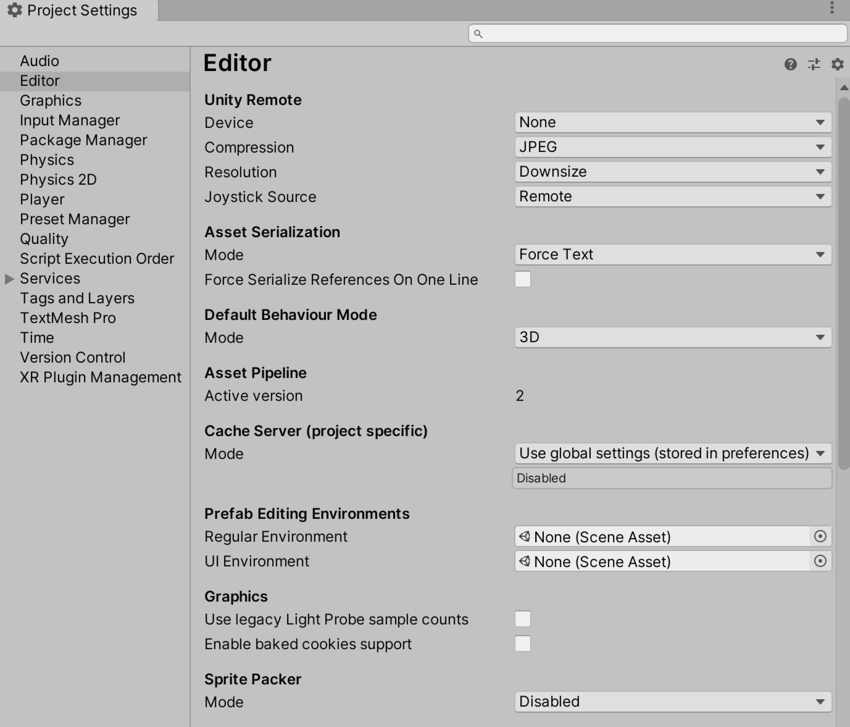 Project Settings
Audio
Editor
Graphics
Input Manager
Package Manager
Physics
Physics 2D
Player
Preset Manager
Quality
Script Execution Order
Services
Tags and Layers
TextMesh Pro
Time
Version Control
XR Plugin Management
Editor
Unity Remote
Device None
Compression JPEG
Resolution Downsize
Joystick Source Remote
Asset Serialization
Mode Force Text
Force Serialize References On One Line
Default Behaviour Mode
Mode 3D
Asset Pipeline
Active version 2
Cache Server (project specific)
Mode Use global settings (stored in preferences)
Disabled
Prefab Editing Environments
Regular Environment None (Scene Asset)
UI Environment None (Scene Asset)
Graphics
Use legacy Light Probe sample counts
Enable baked cookies support
Sprite Packer
Mode Disabled